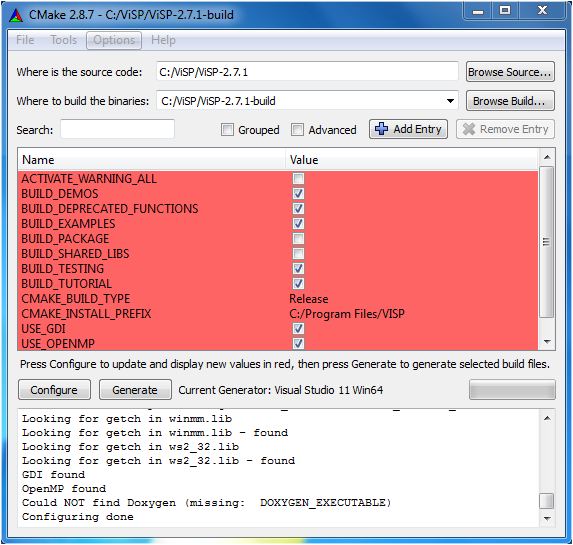 CMake 2.8.7 - C:/ViSP/ViSP-2.7.1-build
File Tools Options Help
Where is the source code: C:/ViSP/ViSP-2.7.1 Browse Source...
Where to build the binaries: C:/ViSP/ViSP-2.7.1-build Browse Build...
Search: Grouped Advanced Add Entry Remove Entry
Name Value
ACTIVATE_WARNING_ALL
BUILD_DEMOS
BUILD_DEPRECATED_FUNCTIONS
BUILD_EXAMPLES
BUILD_PACKAGE
BUILD_SHARED_LIBS
BUILD_TESTING
BUILD_TUTORIAL
CMAKE_BUILD_TYPE Release
CMAKE_INSTALL_PREFIX C:/Program Files/VISP
USE_GDI
USE_OPENMP
Press Configure to update and display new values in red, then press Generate to generate selected build files.
Configure Generate Current Generator: Visual Studio 11 Win64
Looking for getch in winmm.lib
Looking for getch in winmm.lib - found
Looking for getch in ws2_32.lib
Looking for getch in ws2_32.lib - found
GDI found
OpenMP found
Could NOT find Doxygen (missing: DOXYGEN_EXECUTABLE)
Configuring done